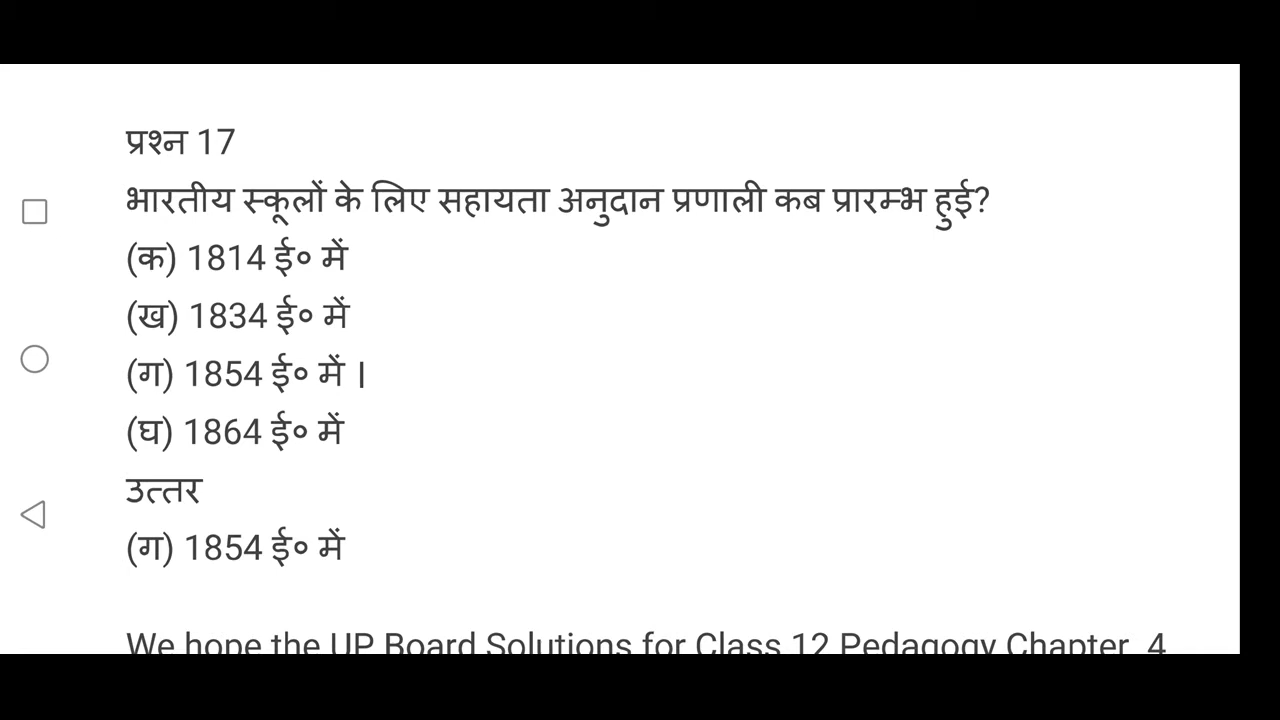 प्रश्न 17
भारतीय स्कूलों के लिए सहायता अनुदान प्रणाली कब प्रारम्भ हुई?
(क) 1814 ई० में
(ख) 1834 ई० में
(ग) 1854 ई० में ।
(घ) 1864 ई० में
उत्तर
(ग) 1854 ई० में
We hope the UP Board Solutions for Class 12 Pedagogy Chapter 4